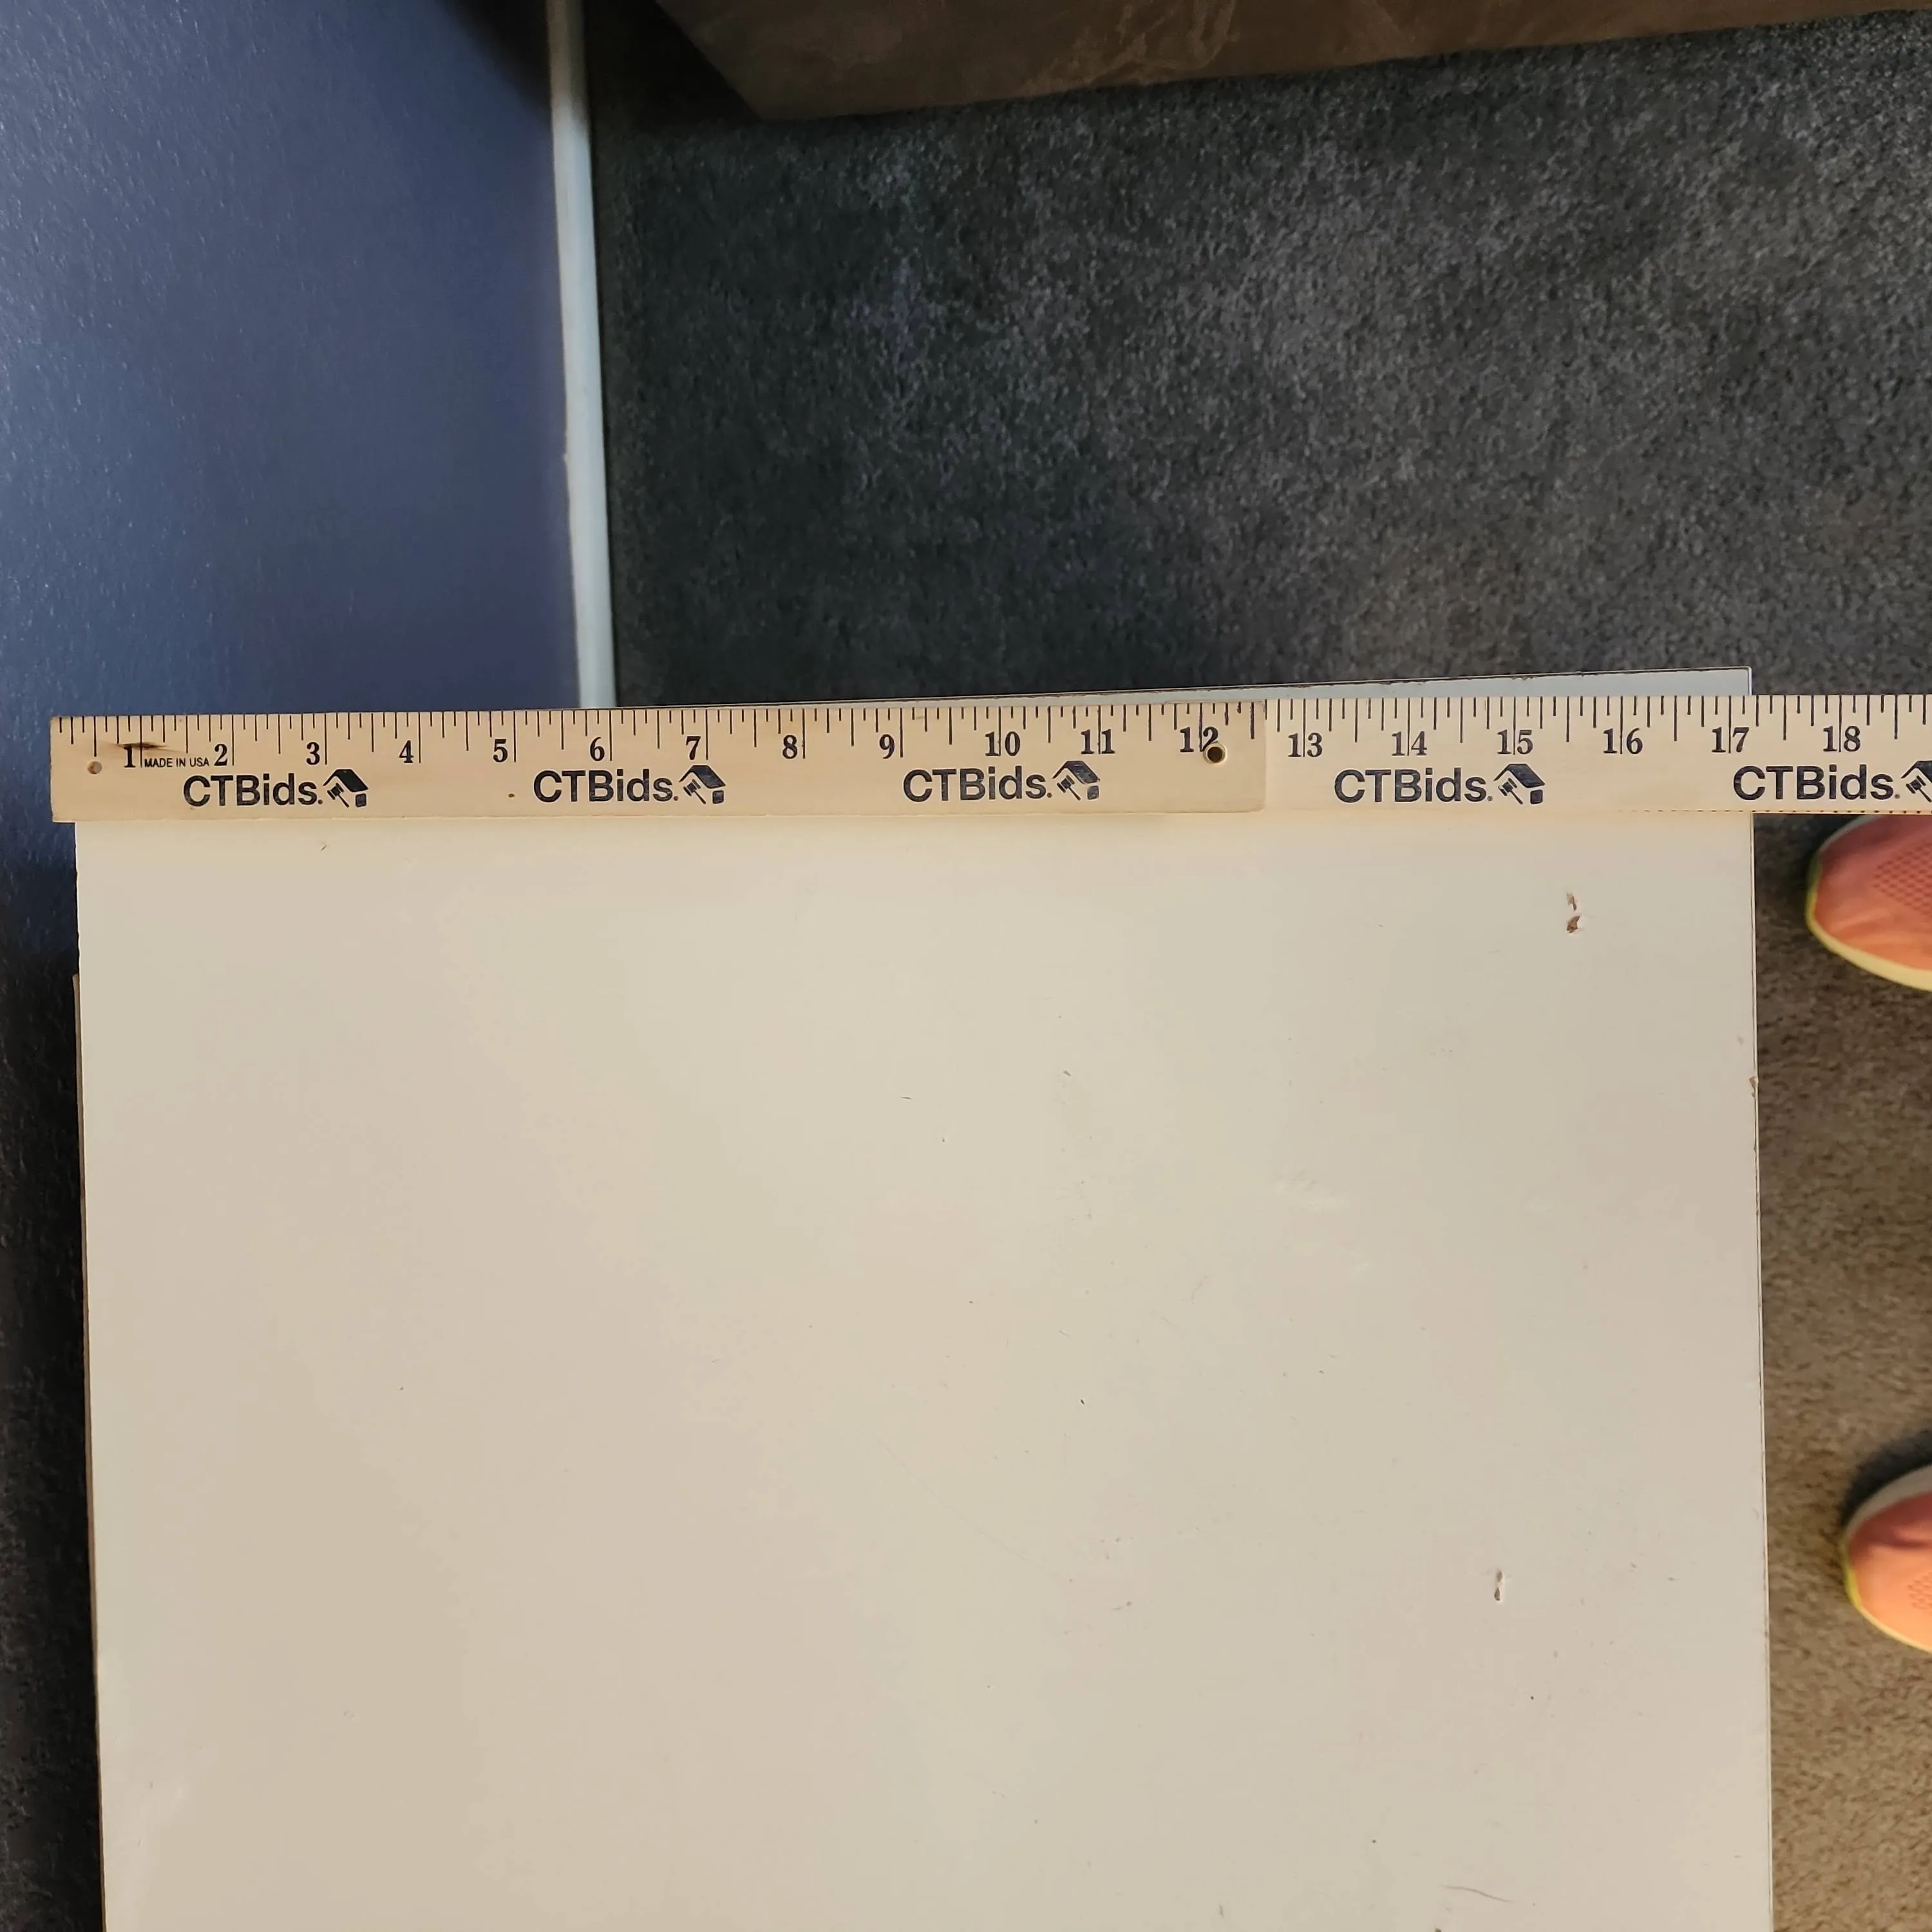 1 2 3 4 5 6 7 8 9 10 11 12 13 14 15 16 17 18
MADE IN USA
CTBids. CTBids. CTBids. CTBids. CTBids.